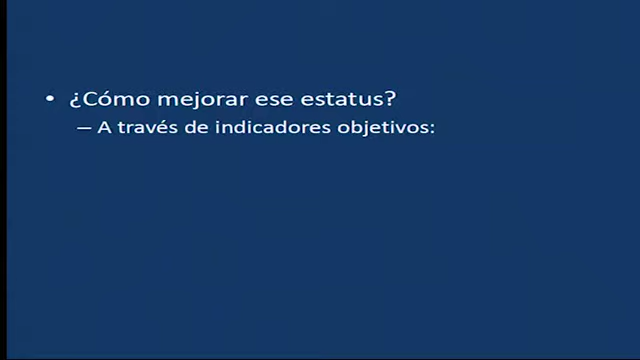 • ¿Cómo mejorar ese estatus?
– A través de indicadores objetivos: